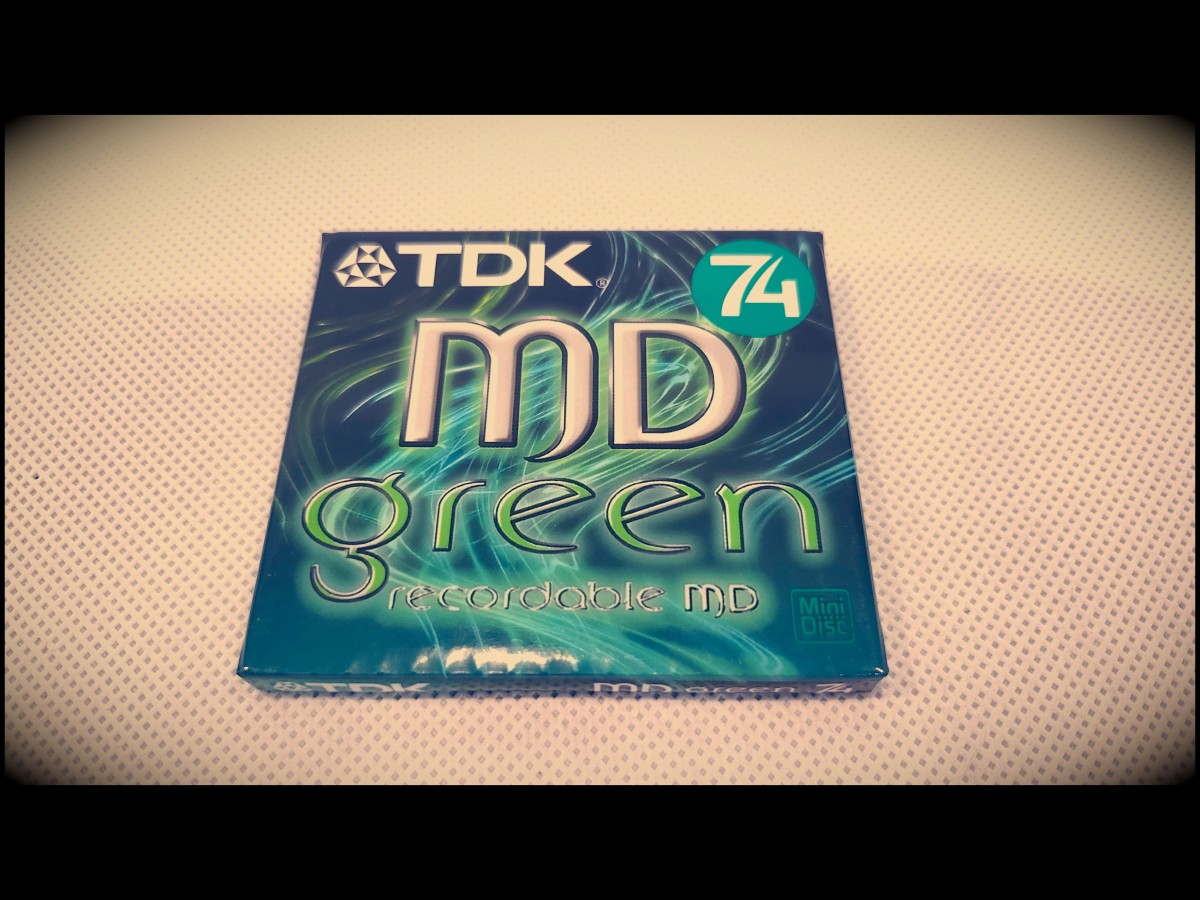 TDK®
74
MD
green
recordable MD
Mini
Disc
TDK MD green 74